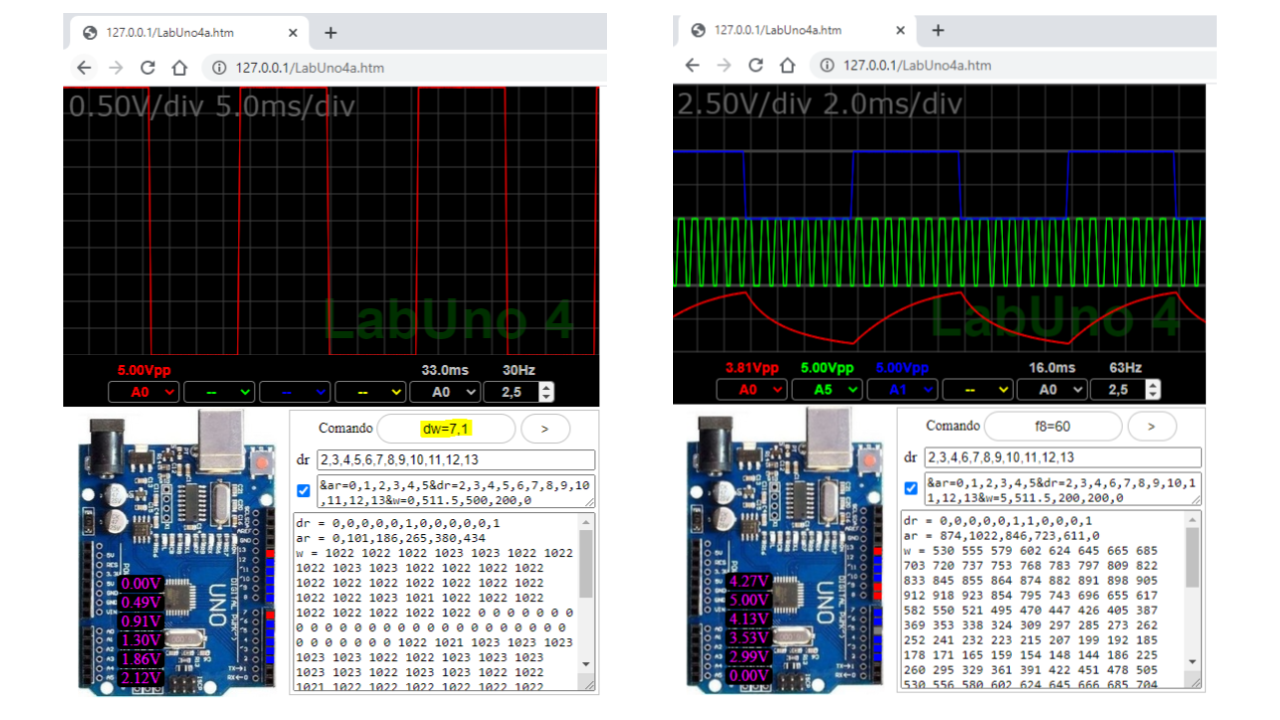 127.0.0.1/LabUno4a.htm
127.0.0.1/LabUno4a.htm
0.50V/div 5.0ms/div
LabUno 4
5.00Vpp 33.0ms 30Hz
A0 -- -- -- A0 2,5
Comando dw=7,1 >
dr 2,3,4,5,6,7,8,9,10,11,12,13
&ar=0,1,2,3,4,5&dr=2,3,4,5,6,7,8,9,10
,11,12,13&w=0,511.5,500,200,0
dr = 0,0,0,0,0,1,0,0,0,0,0,1
ar = 0,101,186,265,380,434
w = 1022 1022 1022 1023 1023 1022 1022
1022 1023 1023 1022 1022 1022 1022
1022 1022 1022 1022 1022 1022 1022
1022 1023 1021 1022 1022 1023 1022
1022 1022 1022 1022 1022 0 0 0 0 0 0 0
0 0 0 0 0 0 0 0 0 0 0 0 0 0 0 0 0 0 0
0 0 0 0 0 0 0 1022 1021 1023 1023 1023
1023 1023 1022 1022 1023 1023 1023
1023 1023 1022 1022 1022 1022 1022
1021 1022 1022 1022 1022 1022 1022
UNO
0.00V
0.49V
0.91V
1.30V
1.86V
2.12V
127.0.0.1/LabUno4a.htm
127.0.0.1/LabUno4a.htm
2.50V/div 2.0ms/div
LabUno 4
3.81Vpp 5.00Vpp 5.00Vpp 16.0ms 63Hz
A0 A5 A1 -- A0 2,5
Comando f8=60 >
dr 2,3,4,6,7,8,9,10,11,12,13
&ar=0,1,2,3,4,5&dr=2,3,4,6,7,8,9,10,1
1,12,13&w=5,511.5,200,200,0
dr = 0,0,0,0,0,1,1,0,0,0,1
ar = 874,1022,846,723,611,0
w = 530 555 579 602 624 645 665 685
703 720 737 753 768 783 797 809 822
833 845 855 864 874 882 891 898 905
912 918 923 854 795 743 696 655 617
582 550 521 495 470 447 426 405 387
369 353 338 324 309 297 285 273 262
252 241 232 223 215 207 199 192 185
178 171 165 159 154 148 144 186 225
260 295 329 361 391 422 451 478 505
530 556 580 602 624 645 666 685 704
UNO
4.27V
5.00V
4.13V
3.53V
2.99V
0.00V